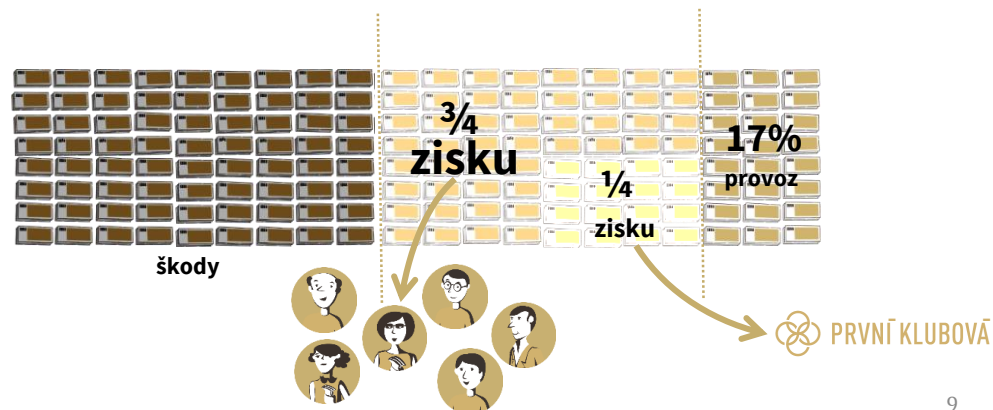 ¾
zisku
17%
provoz
¼
zisku
škody
PRVNÍ KLUBOVÁ
9